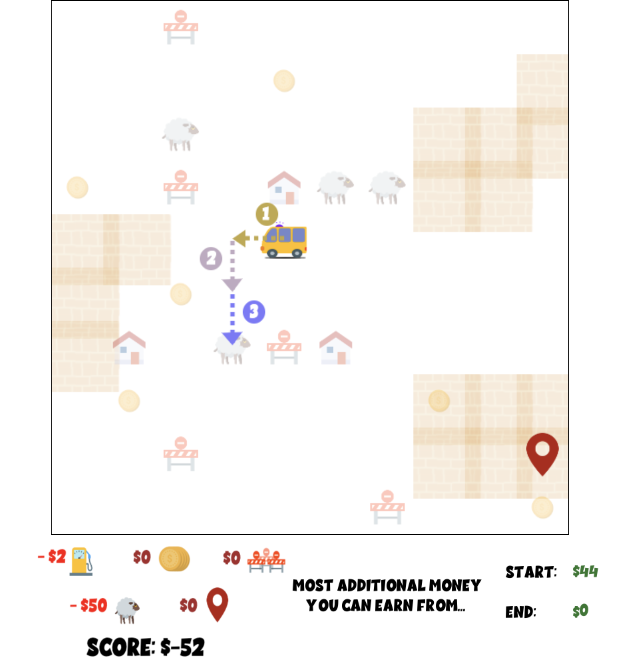 1
2
3
- $2
$0
$0
- $50
$0
MOST ADDITIONAL MONEY
YOU CAN EARN FROM...
START: $44
END: $0
SCORE: $-52